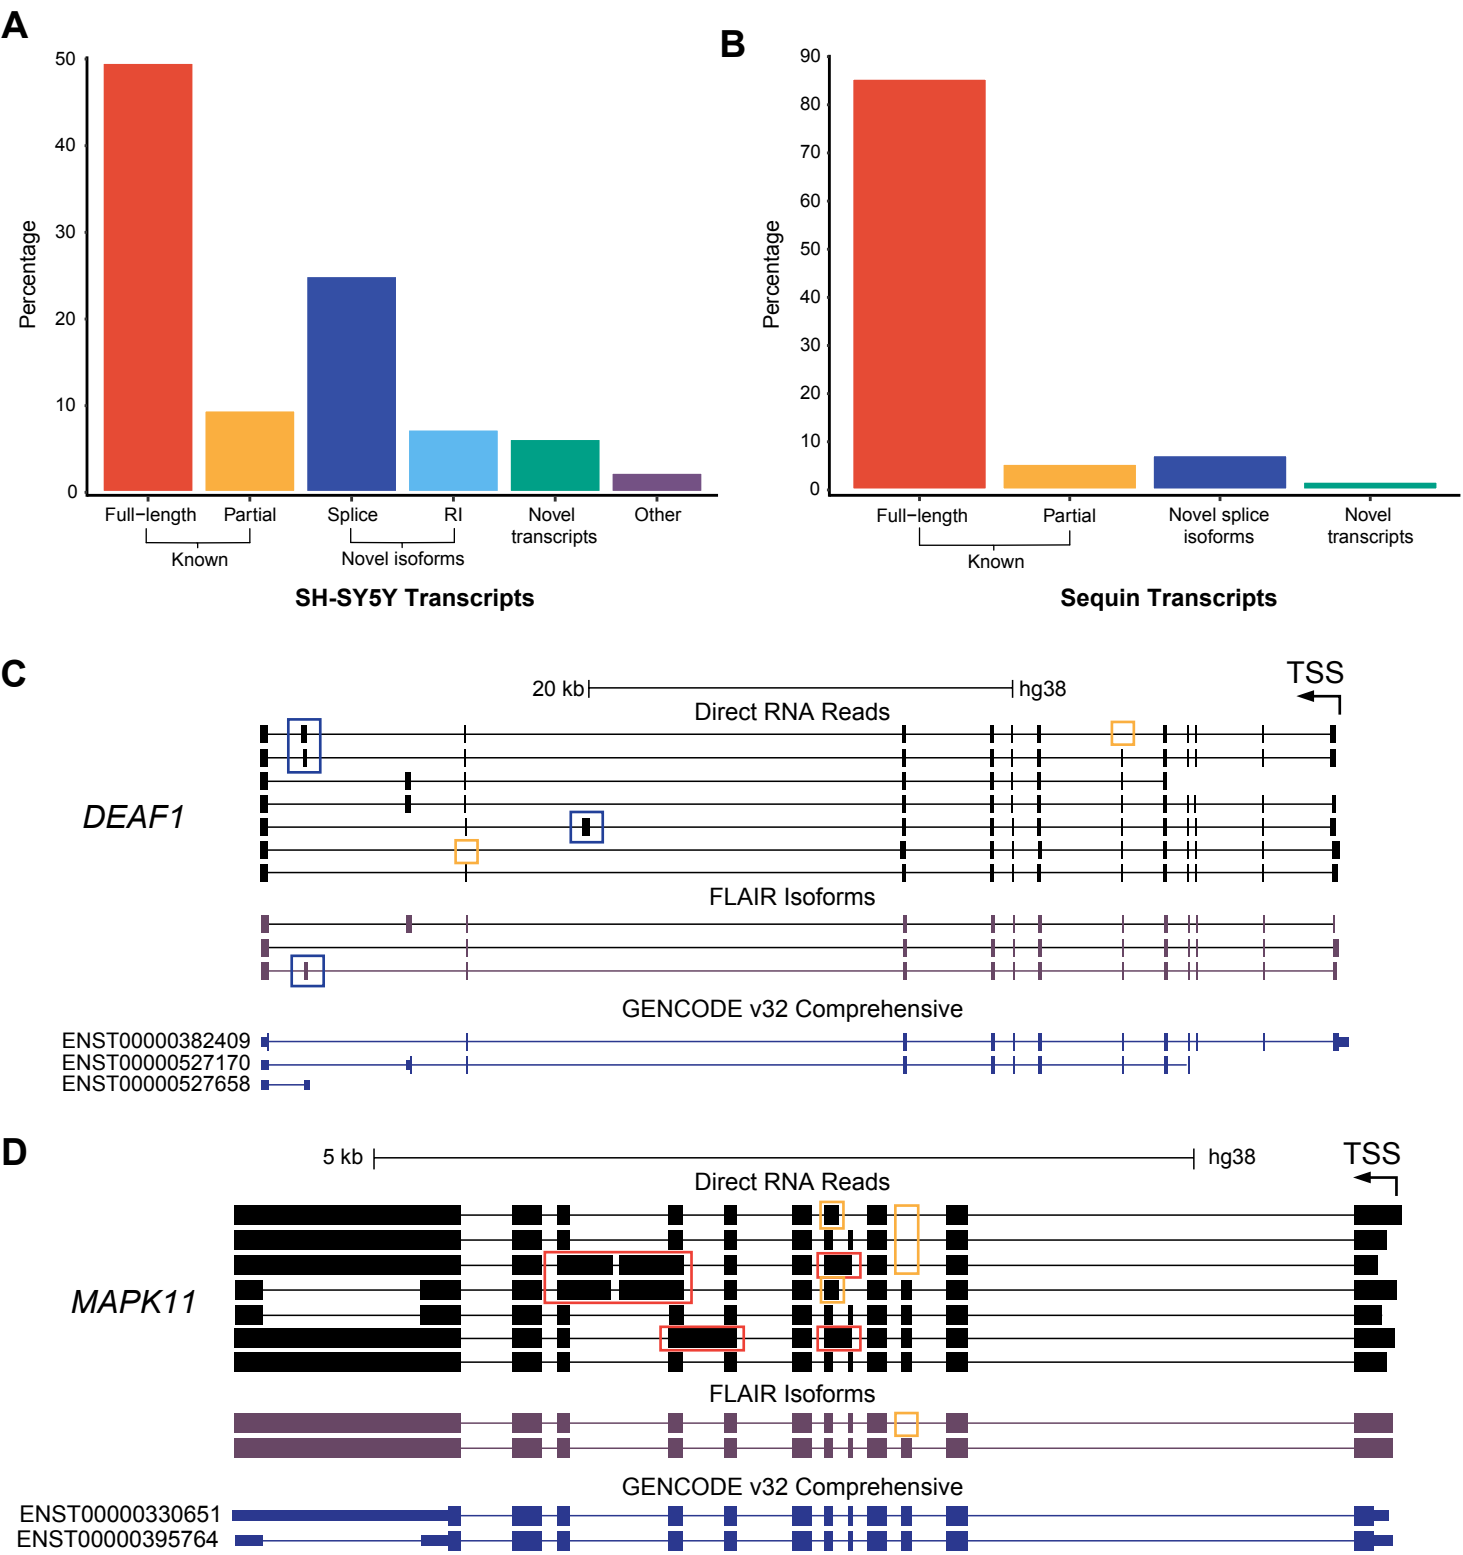 A
50
40
30
20
10
0
Percentage
Full-length
Partial
Splice
RI
Novel
transcripts
Other
Known
Novel isoforms
SH-SY5Y Transcripts
B
90
80
70
60
50
40
30
20
10
0
Percentage
Full-length
Partial
Novel splice
isoforms
Novel
transcripts
Known
Sequin Transcripts
C
TSS
20 kb
hg38
Direct RNA Reads
DEAF1
FLAIR Isoforms
GENCODE v32 Comprehensive
ENST00000382409
ENST00000527170
ENST00000527658
D
TSS
5 kb
hg38
Direct RNA Reads
MAPK11
FLAIR Isoforms
GENCODE v32 Comprehensive
ENST00000330651
ENST00000395764